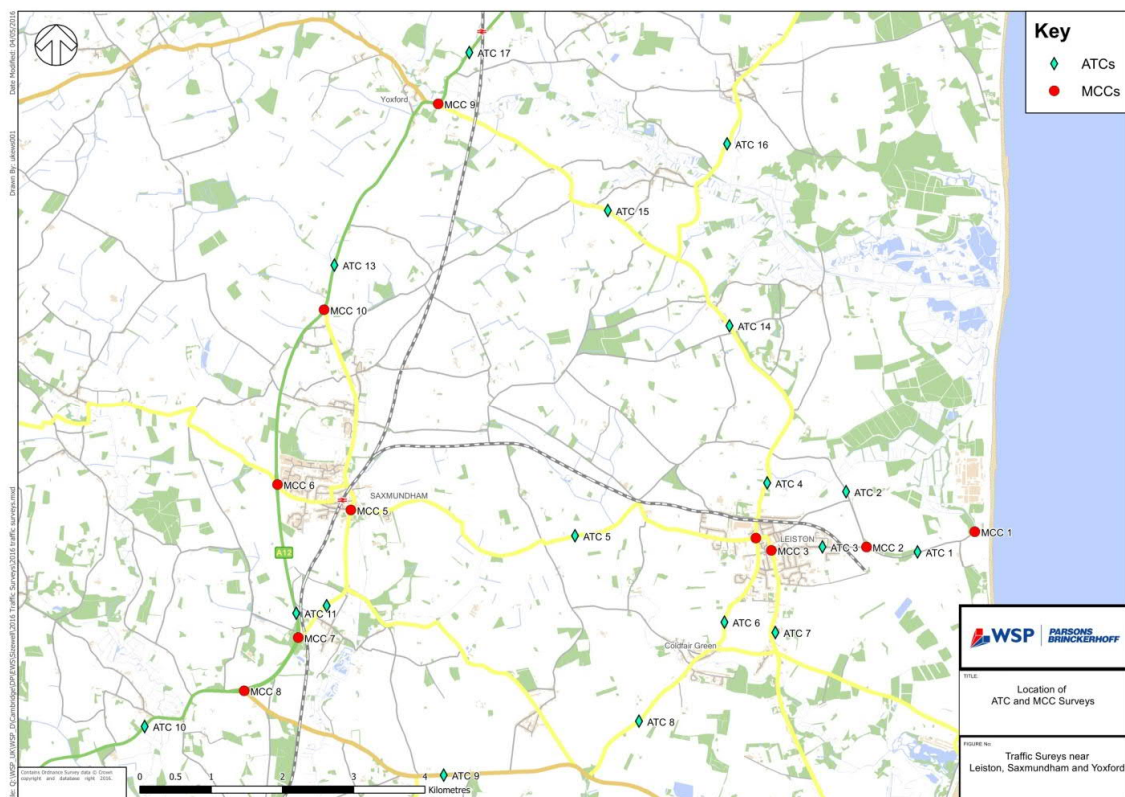 Key
ATCs
MCCs
ATC 17
Yoxford
MCC 9
ATC 16
ATC 15
ATC 13
MCC 10
ATC 14
MCC 6
SAXMUNDHAM
MCC 5
ATC 4
ATC 2
ATC 5
LEISTON
MCC 3
ATC 3
MCC 2
ATC 1
MCC 1
A12
ATC 11
MCC 7
ATC 6
ATC 7
Coldfair Green
MCC 8
ATC 8
ATC 10
ATC 9
0 0.5 1 2 3 4
Kilometres
Contains Ordnance Survey data © Crown
copyright and database right 2016.
WSP
PARSONS
BRINCKERHOFF
TITLE:
Location of
ATC and MCC Surveys
FIGURE No:
Traffic Sureys near
Leiston, Saxmundham and Yoxford
Date Modified: 04/05/2016
Drawn By: ukews001